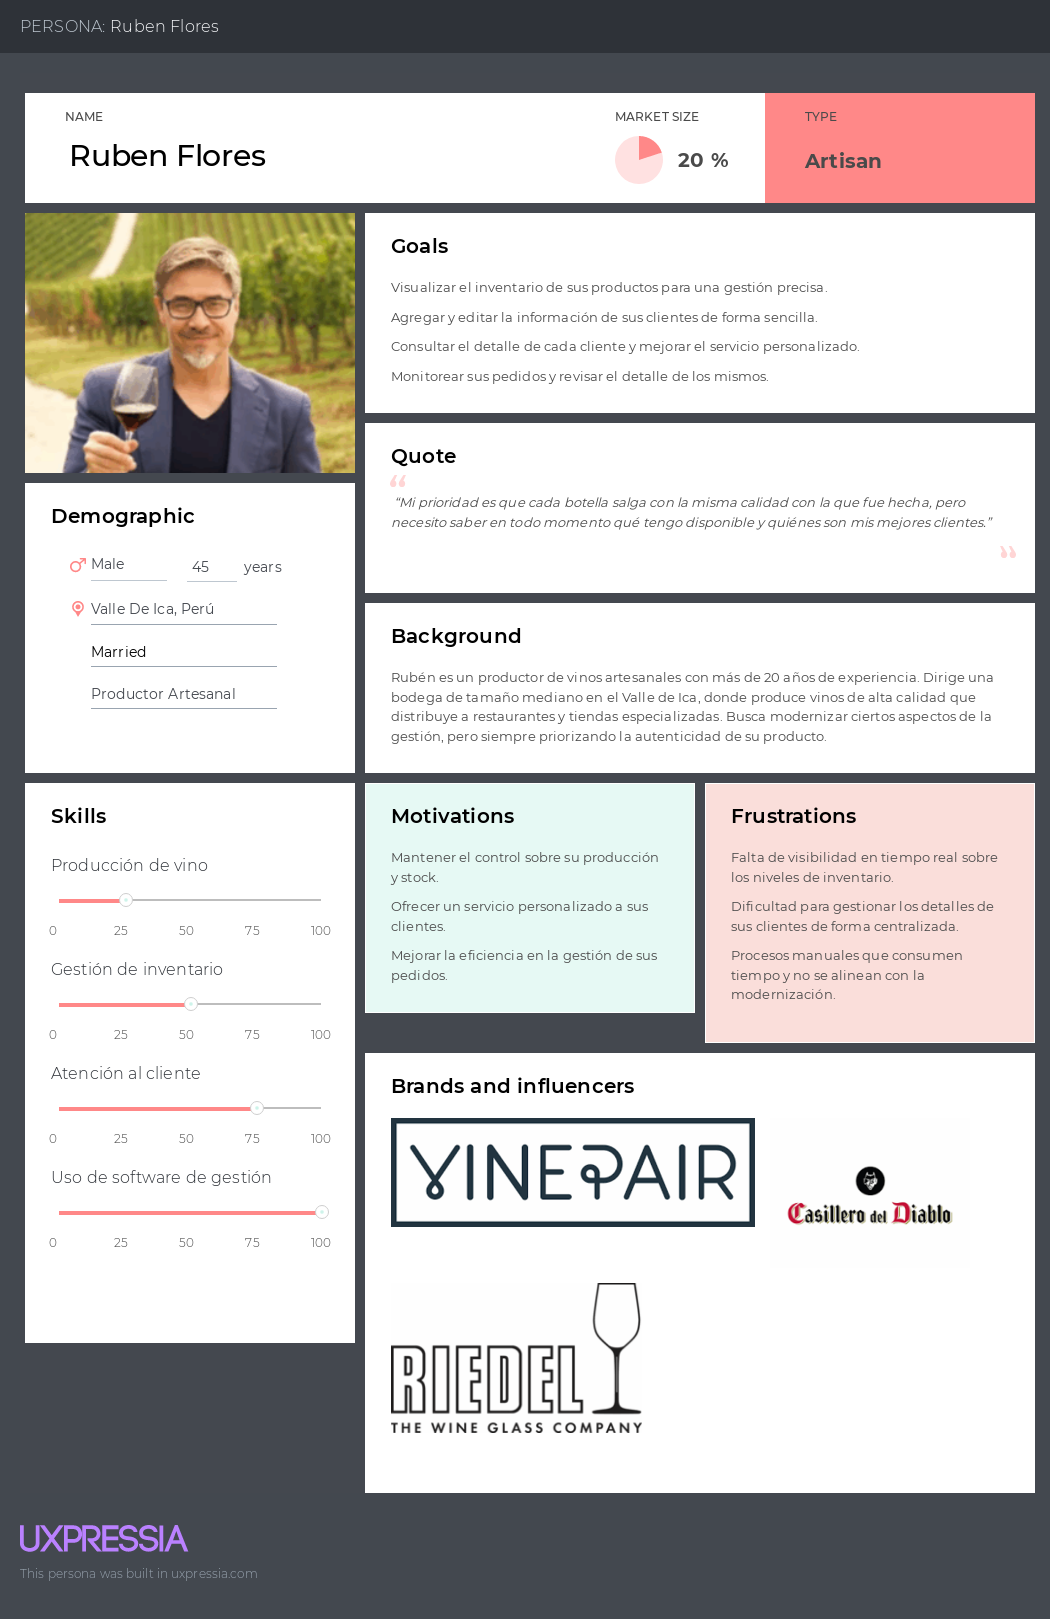 PERSONA: Ruben Flores
NAME
Ruben Flores
MARKET SIZE
20 %
TYPE
Artisan
Goals
Visualizar el inventario de sus productos para una gestión precisa.
Agregar y editar la información de sus clientes de forma sencilla.
Consultar el detalle de cada cliente y mejorar el servicio personalizado.
Monitorear sus pedidos y revisar el detalle de los mismos.
Quote
“Mi prioridad es que cada botella salga con la misma calidad con la que fue hecha, pero
necesito saber en todo momento qué tengo disponible y quiénes son mis mejores clientes.”
Demographic
Male
45 years
Valle De Ica, Perú
Married
Productor Artesanal
Background
Rubén es un productor de vinos artesanales con más de 20 años de experiencia. Dirige una
bodega de tamaño mediano en el Valle de Ica, donde produce vinos de alta calidad que
distribuye a restaurantes y tiendas especializadas. Busca modernizar ciertos aspectos de la
gestión, pero siempre priorizando la autenticidad de su producto.
Skills
Producción de vino
0 25 50 75 100
Gestión de inventario
0 25 50 75 100
Atención al cliente
0 25 50 75 100
Uso de software de gestión
0 25 50 75 100
Motivations
Mantener el control sobre su producción
y stock.
Ofrecer un servicio personalizado a sus
clientes.
Mejorar la eficiencia en la gestión de sus
pedidos.
Frustrations
Falta de visibilidad en tiempo real sobre
los niveles de inventario.
Dificultad para gestionar los detalles de
sus clientes de forma centralizada.
Procesos manuales que consumen
tiempo y no se alinean con la
modernización.
Brands and influencers
VINEPAIR
Casillero del Diablo
RIEDEL
THE WINE GLASS COMPANY
UXPRESSIA
This persona was built in uxpressia.com